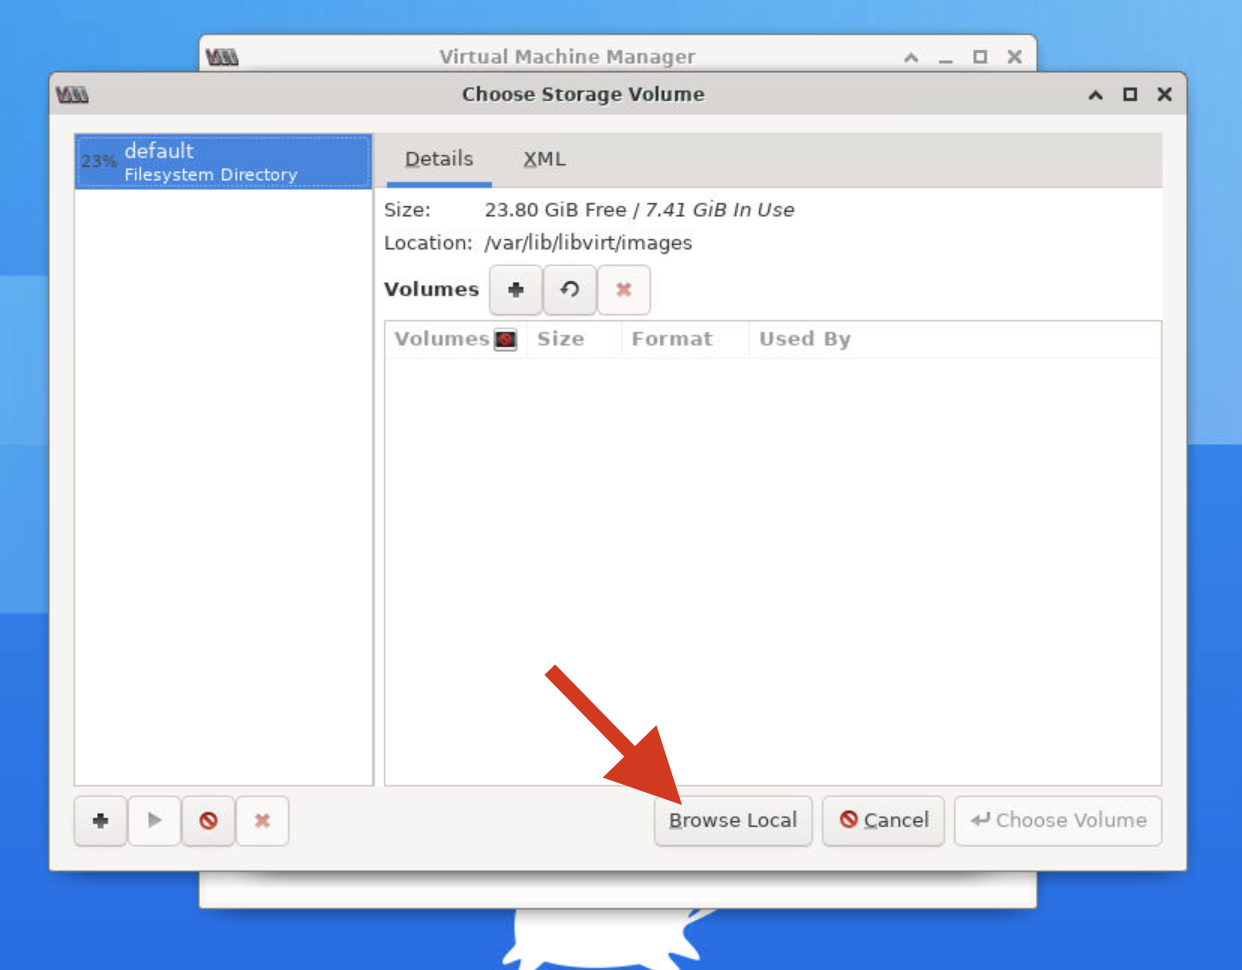 Virtual Machine Manager
Choose Storage Volume
23% default
Filesystem Directory
Details XML
Size: 23.80 GiB Free / 7.41 GiB In Use
Location: /var/lib/libvirt/images
Volumes
Volumes Size Format Used By
Browse Local Cancel Choose Volume